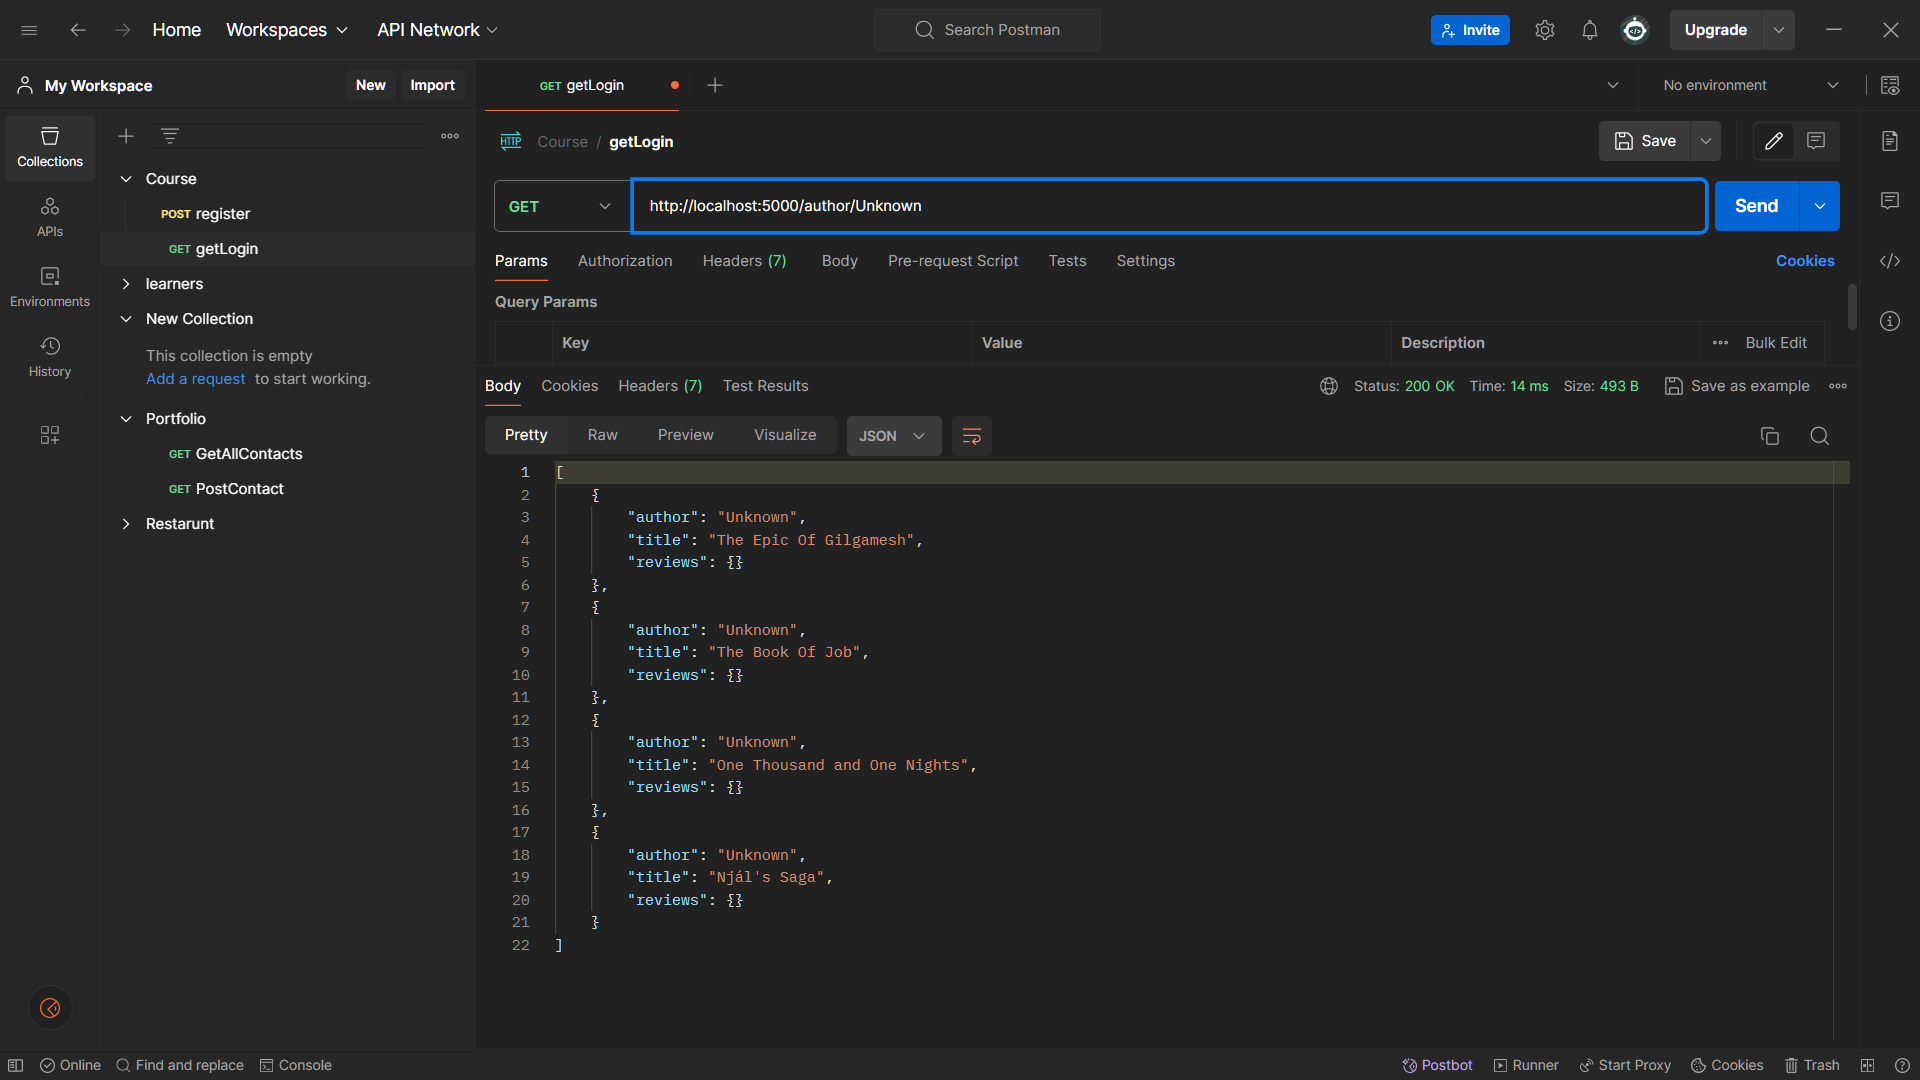 Home Workspaces API Network Search Postman Invite Upgrade
My Workspace New Import GET getLogin No environment
Collections
APIs
Environments
History
Course
POST register
GET getLogin
learners
New Collection
This collection is empty
Add a request to start working.
Portfolio
GET GetAllContacts
GET PostContact
Restarunt
HTTP Course / getLogin Save
GET http://localhost:5000/author/Unknown Send
Params Authorization Headers (7) Body Pre-request Script Tests Settings Cookies
Query Params
Key Value Description Bulk Edit
Body Cookies Headers (7) Test Results Status: 200 OK Time: 14 ms Size: 493 B Save as example
Pretty Raw Preview Visualize JSON
1 [
2 {
3 "author": "Unknown",
4 "title": "The Epic Of Gilgamesh",
5 "reviews": {}
6 },
7 {
8 "author": "Unknown",
9 "title": "The Book Of Job",
10 "reviews": {}
11 },
12 {
13 "author": "Unknown",
14 "title": "One Thousand and One Nights",
15 "reviews": {}
16 },
17 {
18 "author": "Unknown",
19 "title": "Njál's Saga",
20 "reviews": {}
21 }
22 ]
Online Find and replace Console Postbot Runner Start Proxy Cookies Trash